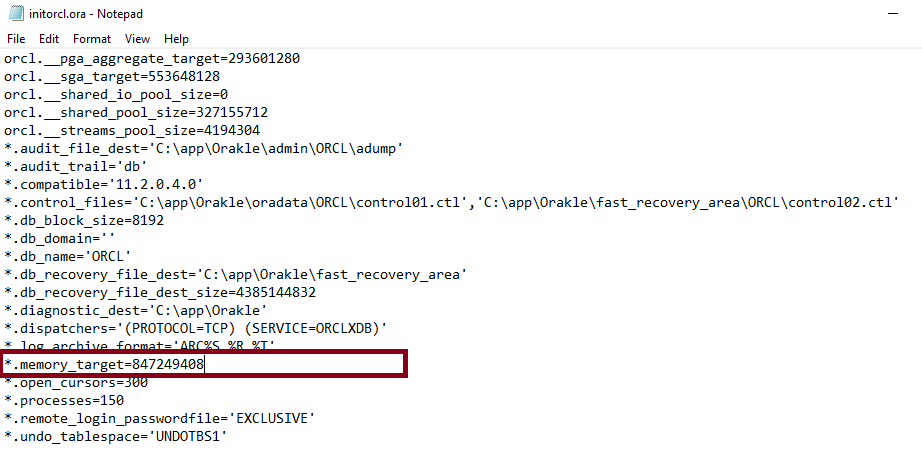 initorcl.ora - Notepad
File Edit Format View Help
orcl.__pga_aggregate_target=293601280
orcl.__sga_target=553648128
orcl.__shared_io_pool_size=0
orcl.__shared_pool_size=327155712
orcl.__streams_pool_size=4194304
*.audit_file_dest='C:\app\Orakle\admin\ORCL\adump'
*.audit_trail='db'
*.compatible='11.2.0.4.0'
*.control_files='C:\app\Orakle\oradata\ORCL\control01.ctl','C:\app\Orakle\fast_recovery_area\ORCL\control02.ctl'
*.db_block_size=8192
*.db_domain=''
*.db_name='ORCL'
*.db_recovery_file_dest='C:\app\Orakle\fast_recovery_area'
*.db_recovery_file_dest_size=4385144832
*.diagnostic_dest='C:\app\Orakle'
*.dispatchers='(PROTOCOL=TCP) (SERVICE=ORCLXDB)'
*.log_archive_format='ARC%S_%R.%T'
*.memory_target=847249408
*.open_cursors=300
*.processes=150
*.remote_login_passwordfile='EXCLUSIVE'
*.undo_tablespace='UNDOTBS1'